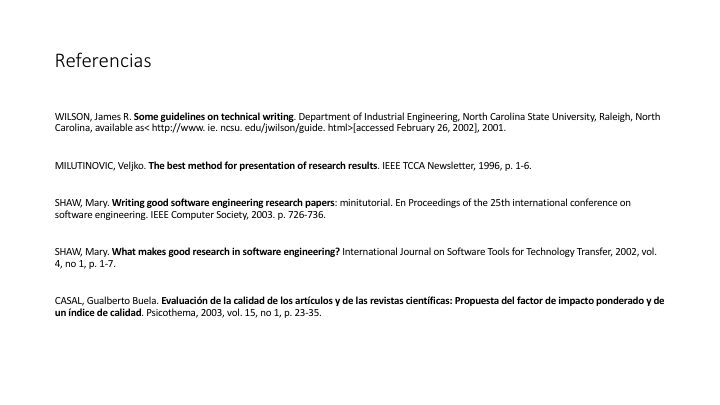 Referencias
WILSON, James R. Some guidelines on technical writing. Department of Industrial Engineering, North Carolina State University, Raleigh, North
Carolina, available as< http://www. ie. ncsu. edu/jwilson/guide. html>[accessed February 26, 2002], 2001.
MILUTINOVIC, Veljko. The best method for presentation of research results. IEEE TCCA Newsletter, 1996, p. 1-6.
SHAW, Mary. Writing good software engineering research papers: minitutorial. En Proceedings of the 25th international conference on
software engineering. IEEE Computer Society, 2003. p. 726-736.
SHAW, Mary. What makes good research in software engineering? International Journal on Software Tools for Technology Transfer, 2002, vol.
4, no 1, p. 1-7.
CASAL, Gualberto Buela. Evaluación de la calidad de los artículos y de las revistas científicas: Propuesta del factor de impacto ponderado y de
un índice de calidad. Psicothema, 2003, vol. 15, no 1, p. 23-35.